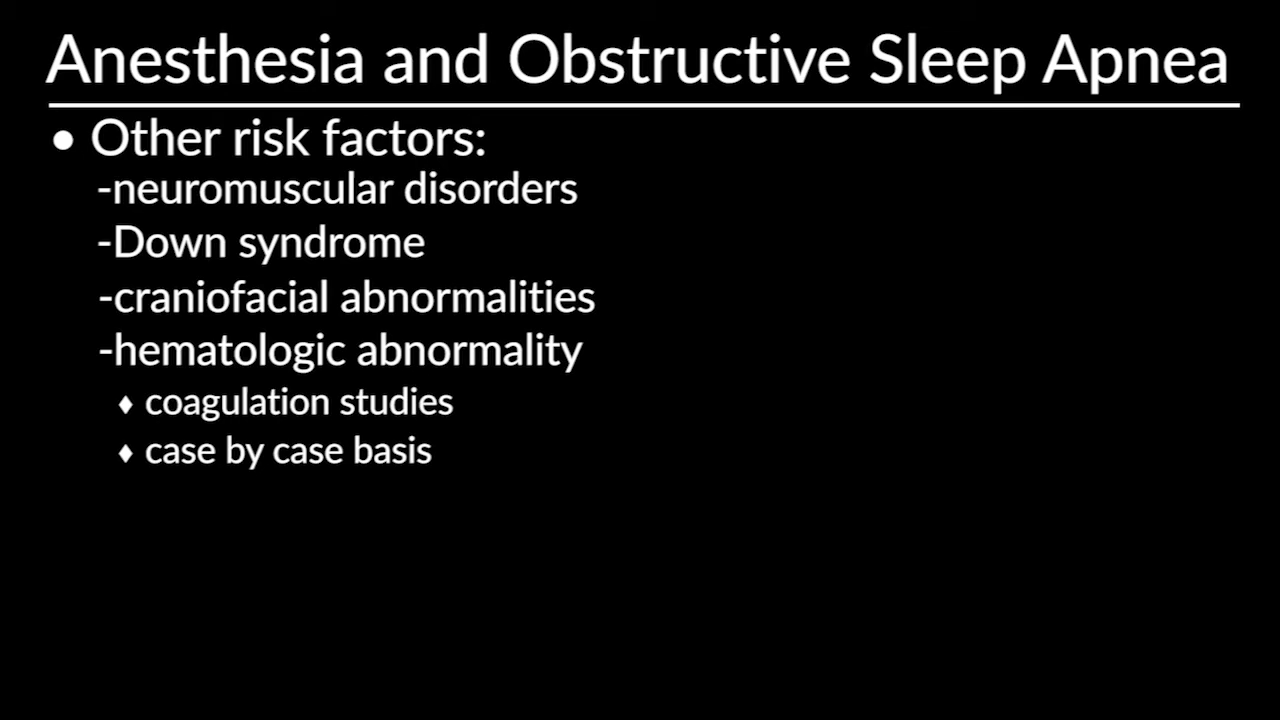 Anesthesia and Obstructive Sleep Apnea
• Other risk factors:
-neuromuscular disorders
-Down syndrome
-craniofacial abnormalities
-hematologic abnormality
♦ coagulation studies
♦ case by case basis